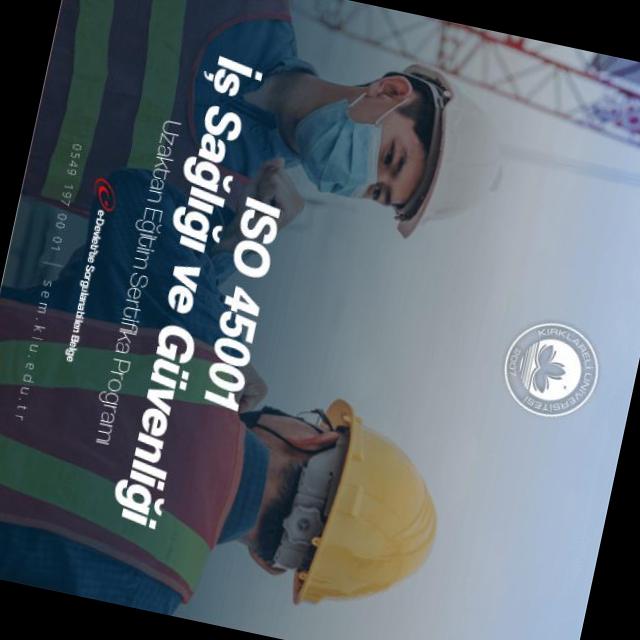 KIRKLARELİ ÜNİVERSİTESİ
2007
ISO 45001
İş Sağlığı ve Güvenliği
Uzaktan Eğitim Sertifika Programı
e-Devlet'te Sorgulanabilen Belge
0549 197 00 01 | sem.klu.edu.tr